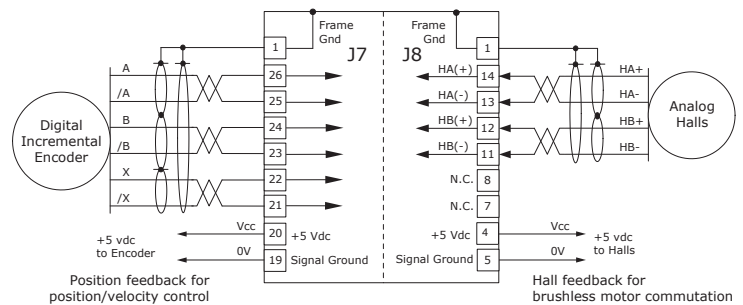 Frame
Gnd
J7
1
A
26
/A
25
B
24
/B
23
X
22
/X
21
Vcc
20
+5 Vdc
0V
19
Signal Ground
+5 vdc
to Encoder
Digital
Incremental
Encoder
Position feedback for
position/velocity control
Frame
Gnd
J8
1
HA(+)
14
HA+
HA(-)
13
HA-
HB(+)
12
HB+
HB(-)
11
HB-
N.C.
8
N.C.
7
+5 Vdc
4
Vcc
Signal Ground
5
0V
+5 vdc
to Halls
Analog
Halls
Hall feedback for
brushless motor commutation